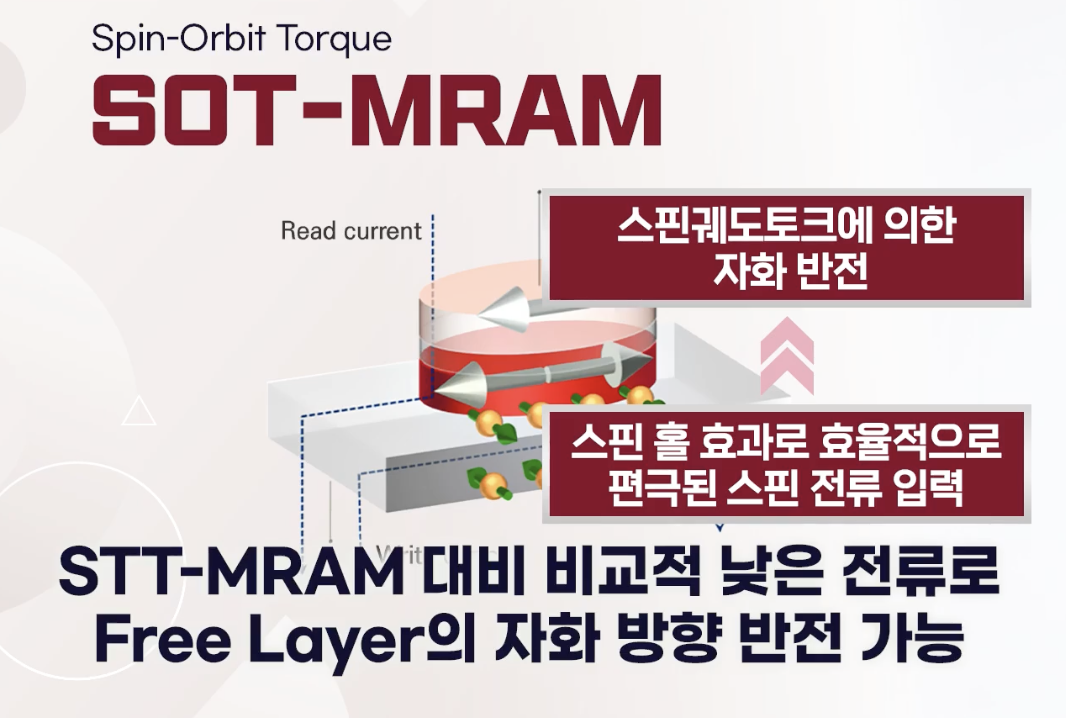 Spin-Orbit Torque
SOT-MRAM
Read current
스핀궤도토크에 의한
자화 반전
스핀 홀 효과로 효율적으로
편극된 스핀 전류 입력
STT-MRAM 대비 비교적 낮은 전류로
Free Layer의 자화 방향 반전 가능